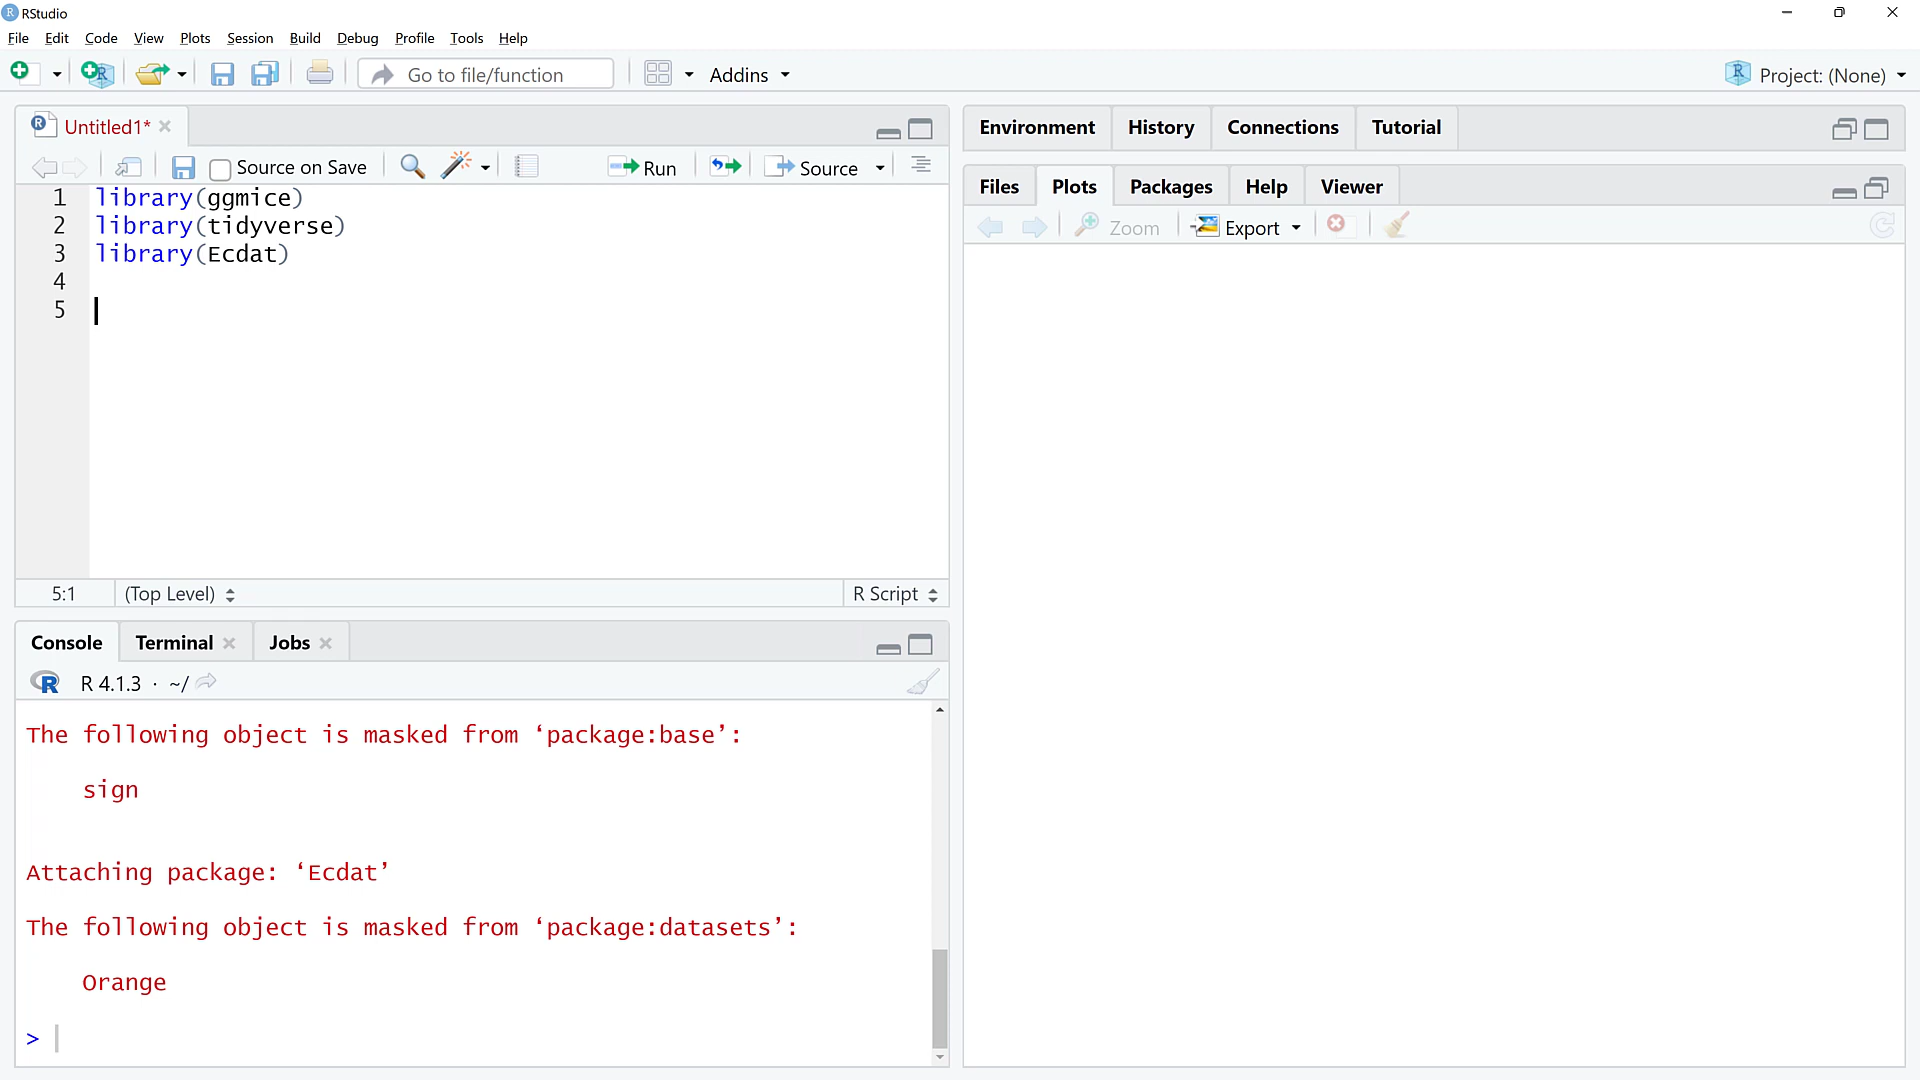 RStudio
File Edit Code View Plots Session Build Debug Profile Tools Help
Go to file/function Addins Project: (None)
Untitled1*
Source on Save Run Source
1 library(ggmice)
2 library(tidyverse)
3 library(Ecdat)
4
5
5:1 (Top Level) R Script
Console Terminal Jobs
R 4.1.3 · ~/
The following object is masked from ‘package:base’:
sign
Attaching package: ‘Ecdat’
The following object is masked from ‘package:datasets’:
Orange
>
Environment History Connections Tutorial
Files Plots Packages Help Viewer
Zoom Export